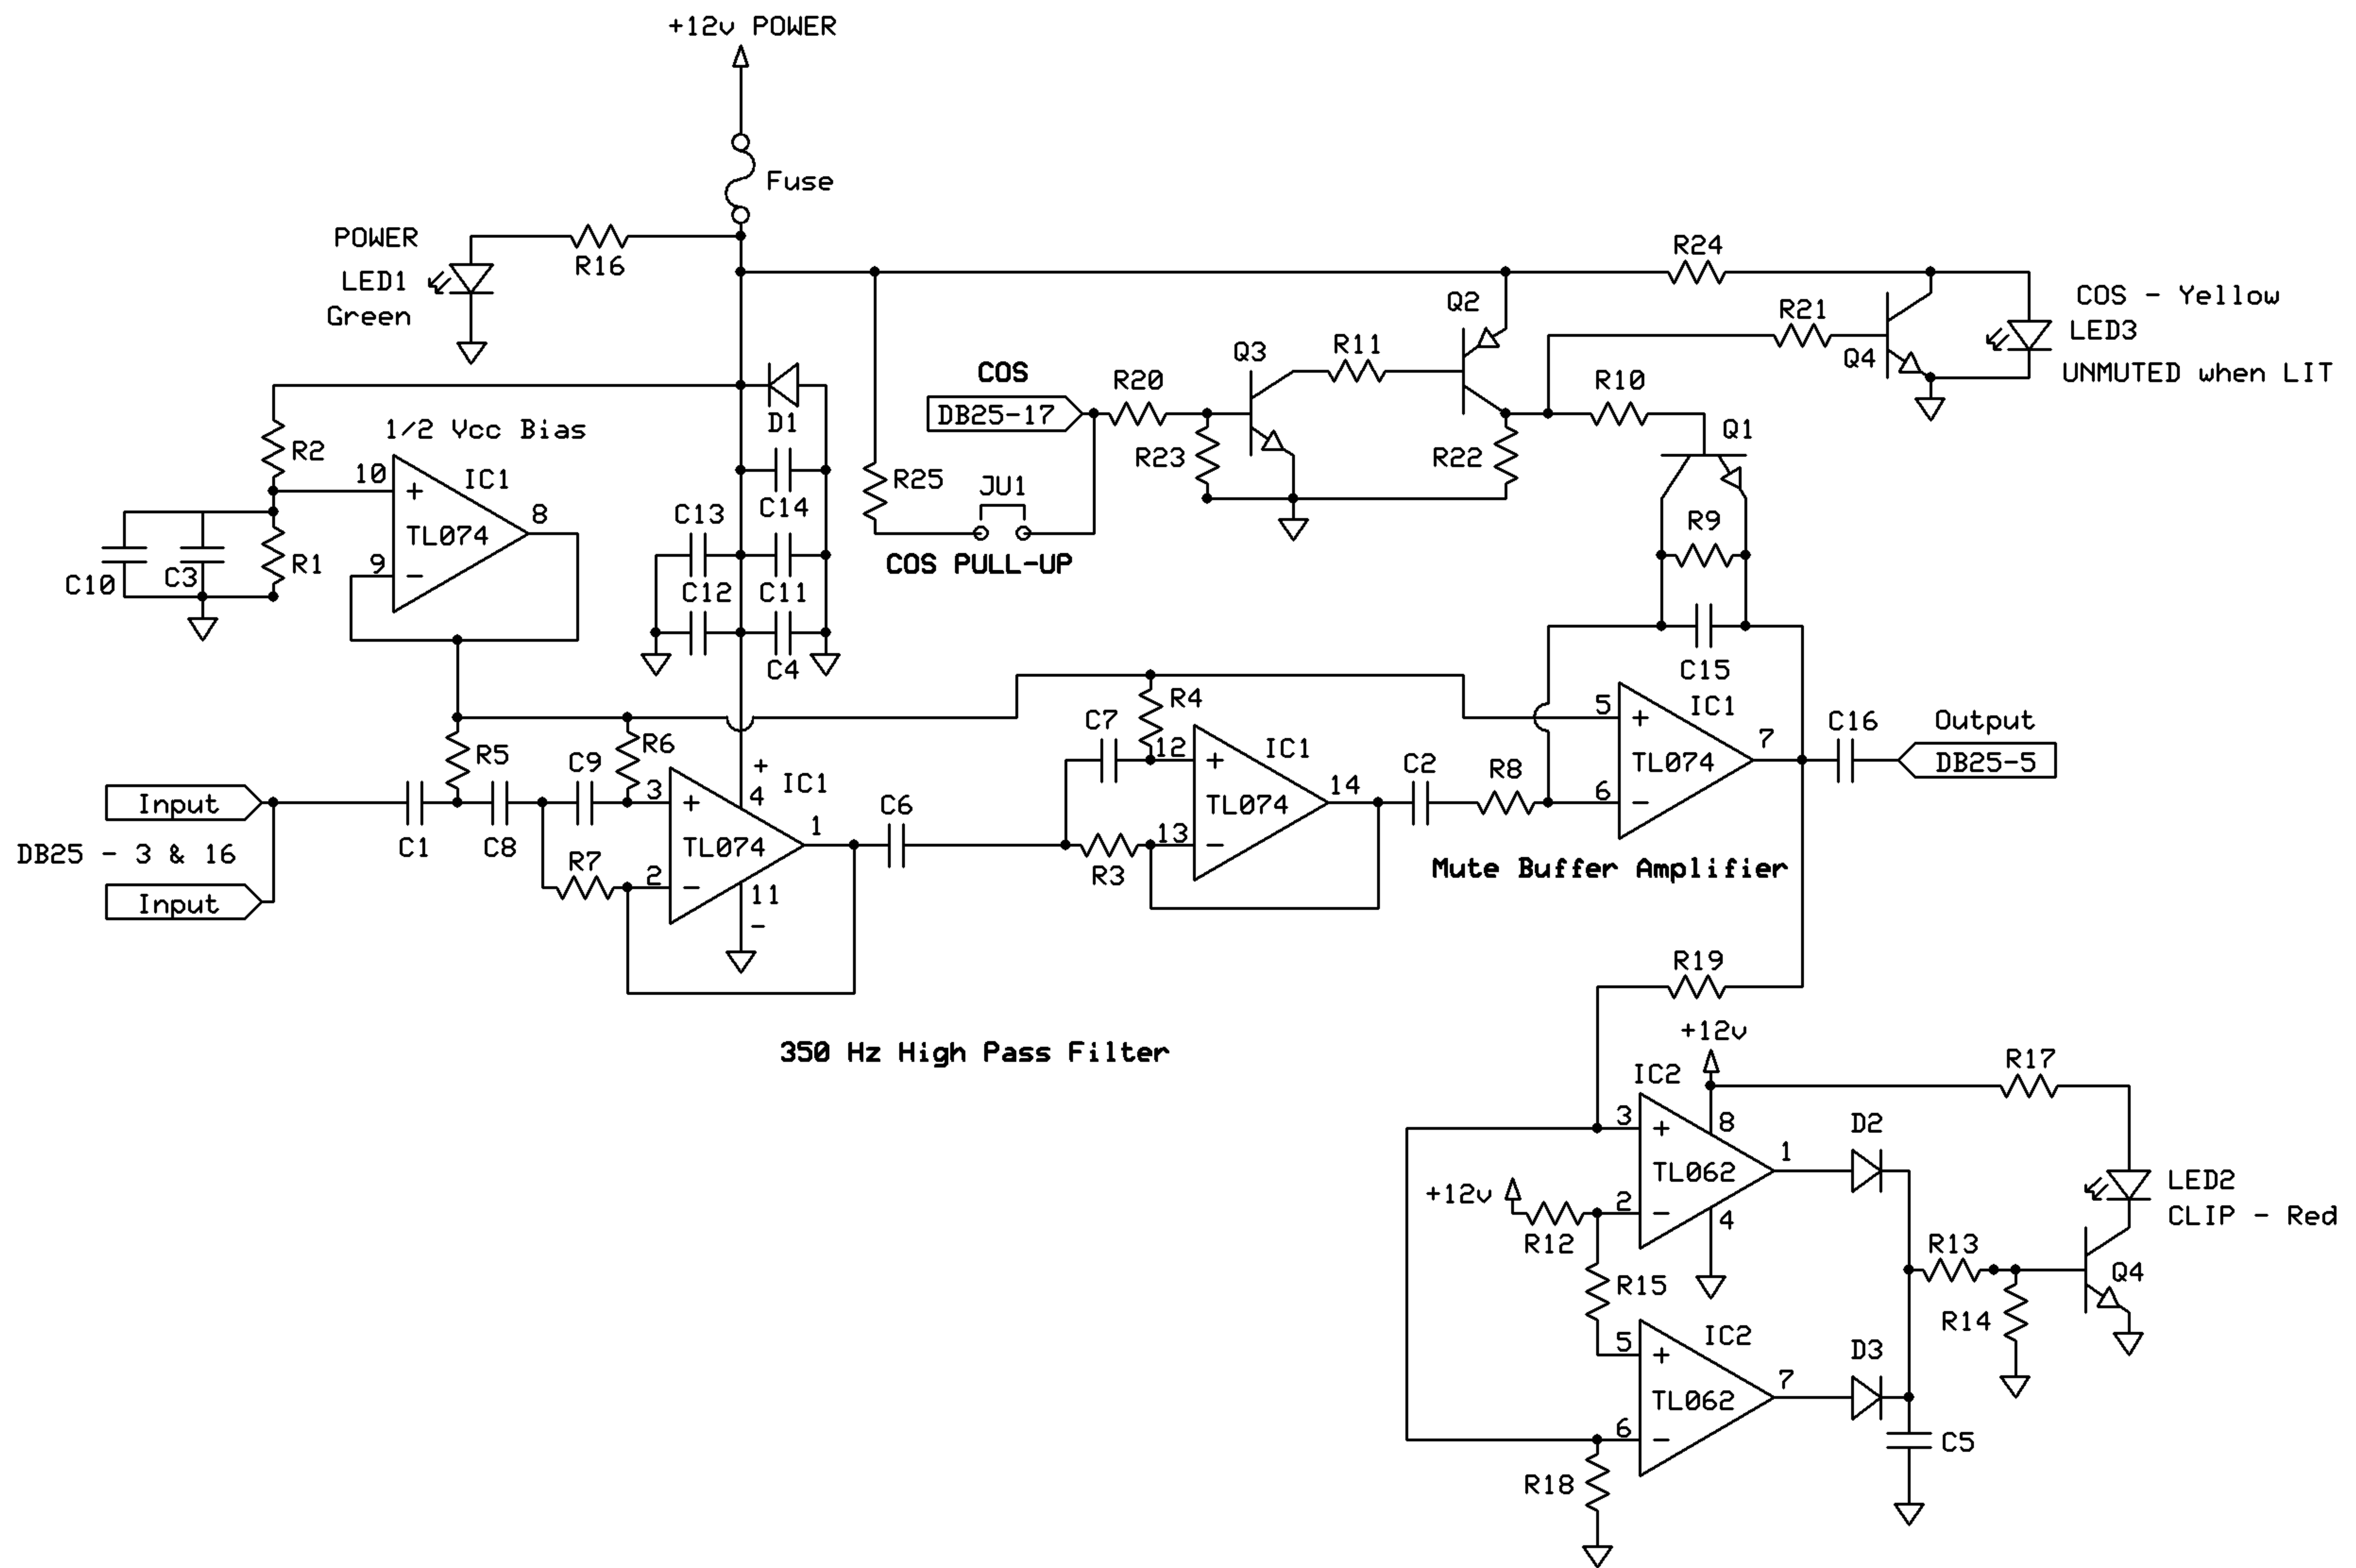 +12v POWER
Fuse
POWER
LED1
Green
R16
R24
COS - Yellow
LED3
UNMUTED when LIT
Q2
R21
Q4
Q3
R11
COS
DB25-17
R20
R10
Q1
D1
1/2 Vcc Bias
R2
10
+
IC1
TL074
8
9
-
R1
C10
C3
R23
R22
R25
JU1
COS PULL-UP
C14
C13
C12
C11
C4
R9
C15
R4
C7
12
+
IC1
TL074
14
13
-
R3
C2
R8
5
+
IC1
TL074
7
6
-
C16
Output
DB25-5
Mute Buffer Amplifier
R5
R6
C9
Input
DB25 - 3 & 16
Input
C1
C8
R7
3
+
+
4
IC1
TL074
1
2
-
11
-
C6
350 Hz High Pass Filter
R19
+12v
IC2
R17
3
+
8
TL062
1
D2
+12v
2
-
4
R12
LED2
CLIP - Red
R13
Q4
R14
R15
IC2
5
+
TL062
7
D3
6
-
C5
R18